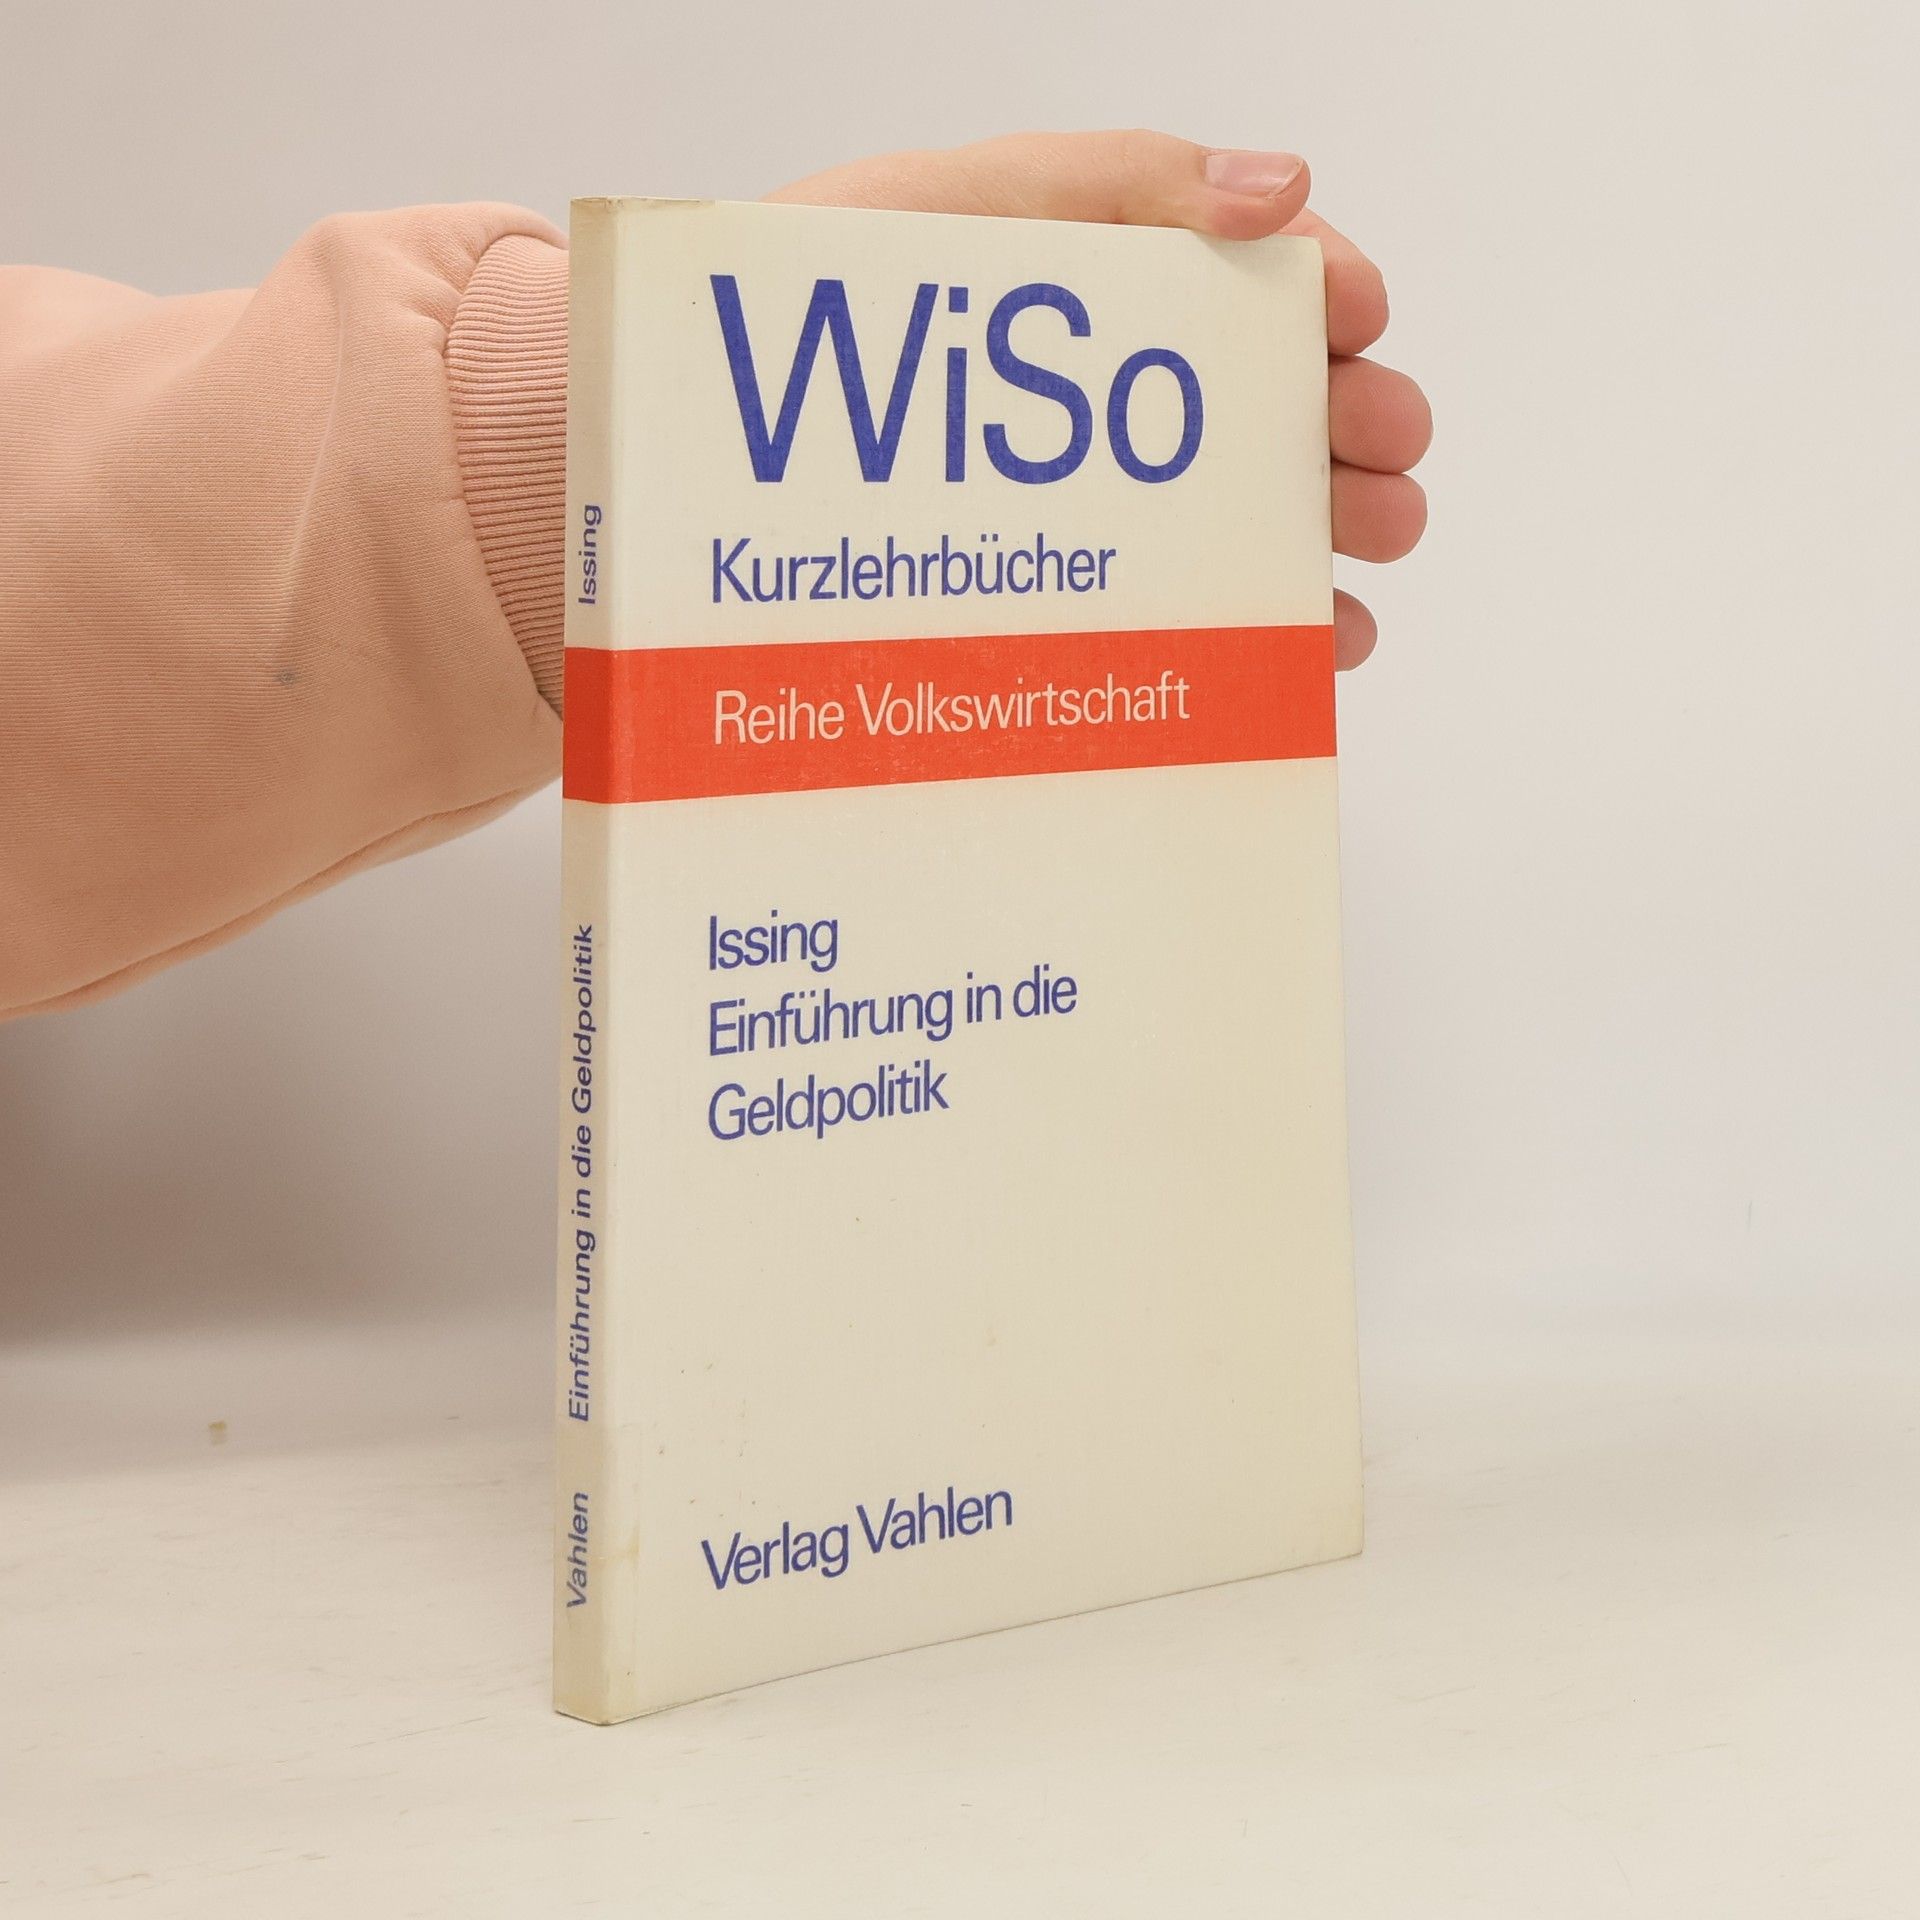 WiSo
Kurzlehrbücher
Reihe Volkswirtschaft
Issing
Einführung in die
Geldpolitik
Verlag Vahlen
Vahlen Einführung in die Geldpolitik Issing